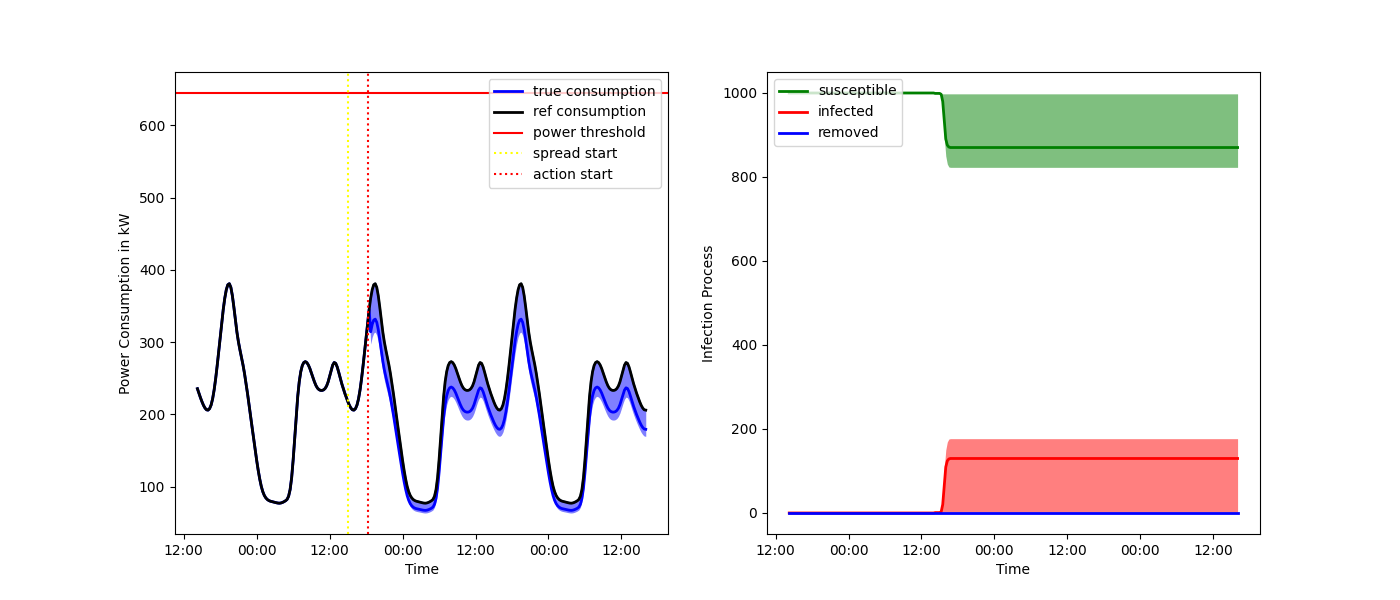 600
500
400
300
200
100
Power Consumption in kW
12:00 00:00 12:00 00:00 12:00 00:00 12:00
Time
true consumption
ref consumption
power threshold
spread start
action start
1000
800
600
400
200
0
Infection Process
12:00 00:00 12:00 00:00 12:00 00:00 12:00
Time
susceptible
infected
removed